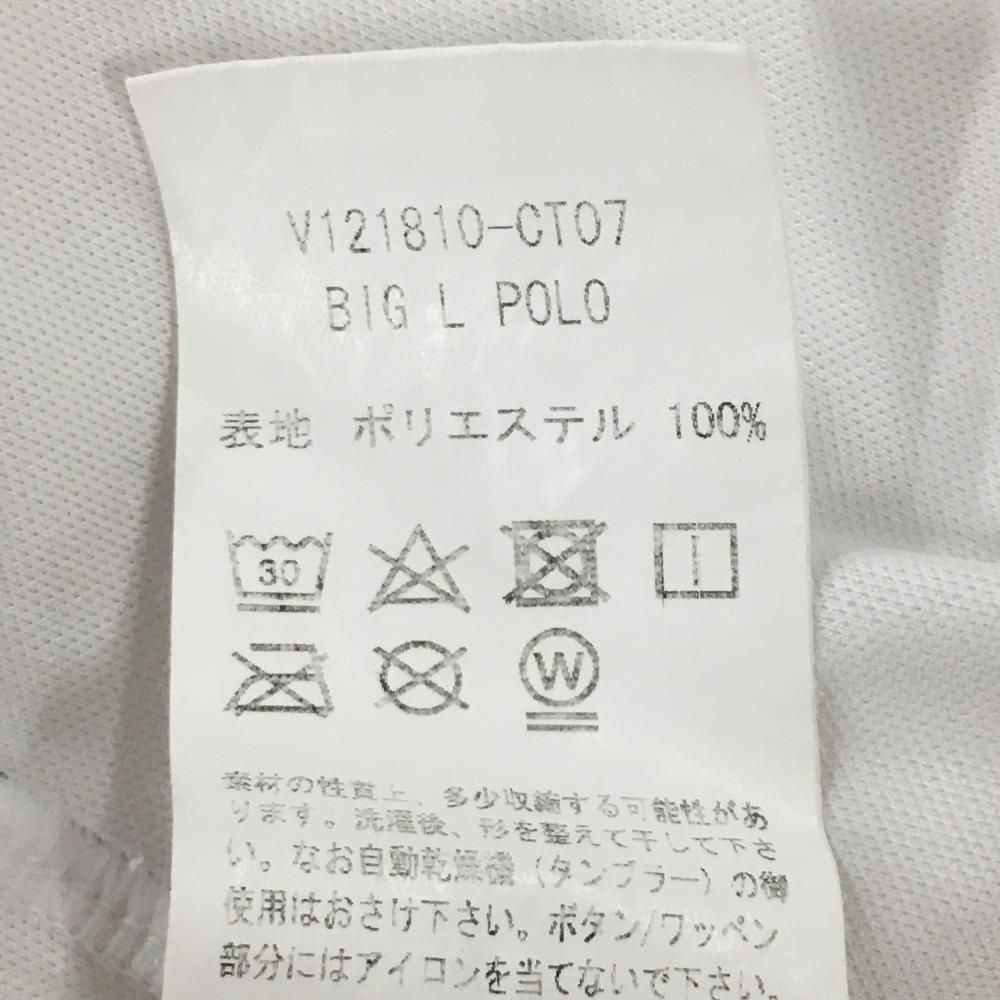 V121810-CT07
BIG L POLO
表地 ポリエステル 100%
30
W
素材の性質上、多少収縮する可能性があ
ります。洗濯後、形を整えて干して下さ
い。なお自動乾燥機（タンブラー）の御
使用はおさけ下さい。ボタン/ワッペン
部分にはアイロンを当てないで下さい。